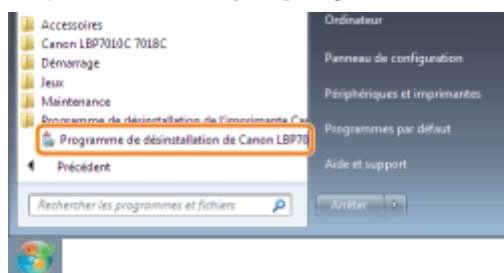 Accessoires
Canon LBP7010C 7018C
Démarrage
Jeux
Maintenance
Programme de désinstallation de l'imprimante Ca
Programme de désinstallation de Canon LBP70
Précédent
Rechercher les programmes et fichiers
Ordinateur
Panneau de configuration
Périphériques et imprimantes
Programmes par défaut
Aide et support
Arrêter